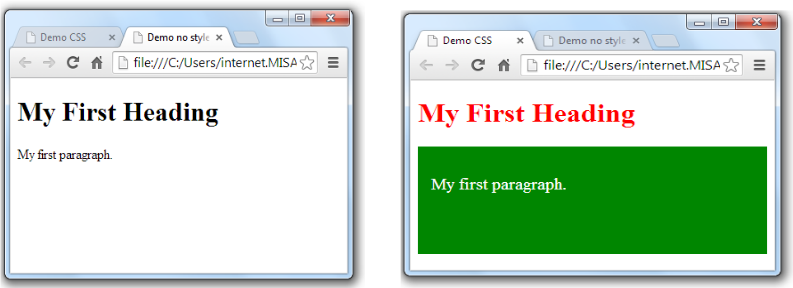 Demo CSS
Demo no style
file:///C:/Users/internet.MISA
My First Heading
My first paragraph.
Demo CSS
Demo no style
file:///C:/Users/internet.MISA
My First Heading
My first paragraph.